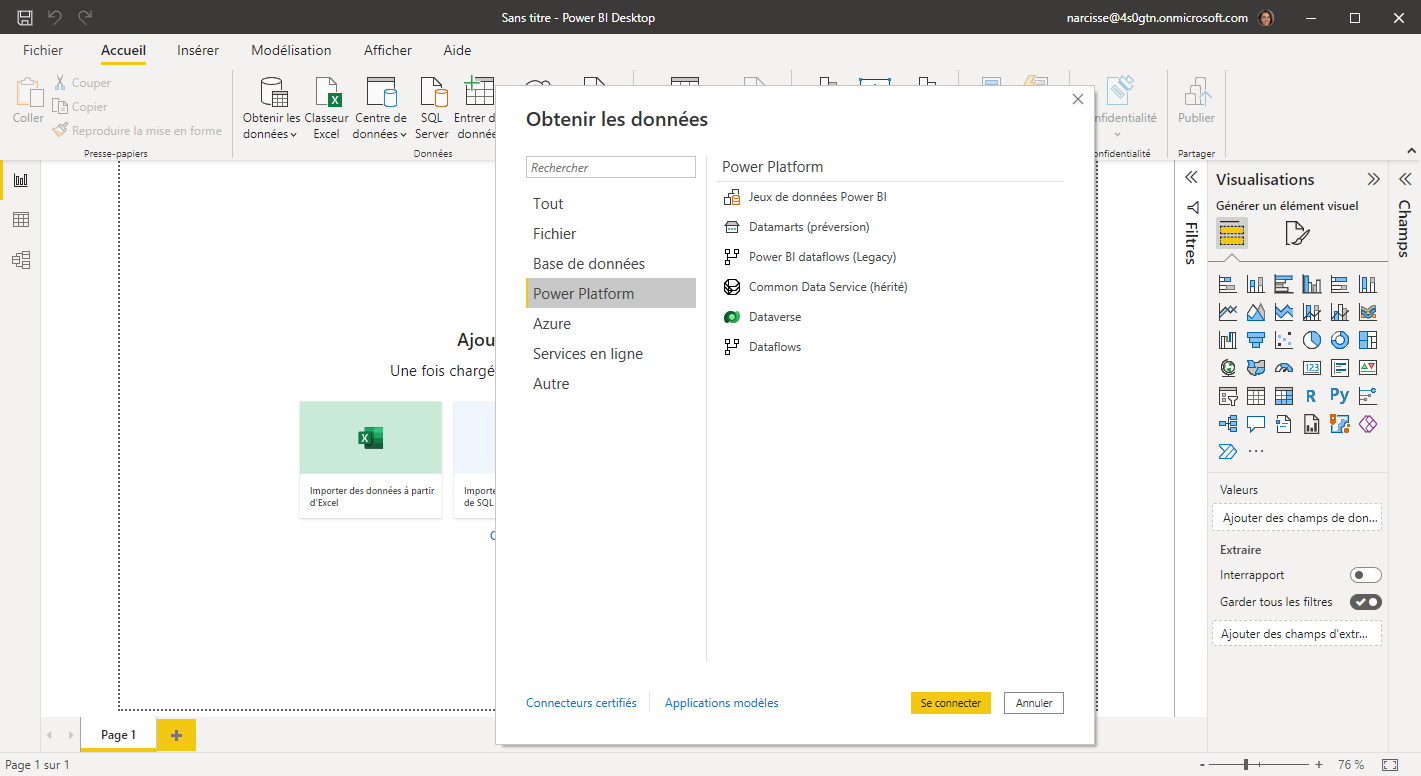 Sans titre - Power BI Desktop
narcisse@4s0gtn.onmicrosoft.com
Fichier
Accueil
Insérer
Modélisation
Afficher
Aide
Coller
Couper
Copier
Reproduire la mise en forme
Presse-papiers
Obtenir les
données
Classeur
Excel
Centre de
données
SQL
Server
Entrer d
donné
Données
nfidentialité
onfidentialité
Publier
Partager
Obtenir les données
Rechercher
Tout
Fichier
Base de données
Power Platform
Azure
Services en ligne
Autre
Power Platform
Jeux de données Power BI
Datamarts (préversion)
Power BI dataflows (Legacy)
Common Data Service (hérité)
Dataverse
Dataflows
Connecteurs certifiés
Applications modèles
Se connecter
Annuler
Ajou
Une fois chargé
Importer des données à partir
d'Excel
Importe
de SQL
Filtres
Visualisations
Générer un élément visuel
123
R
Py
Valeurs
Ajouter des champs de don...
Extraire
Interrapport
Garder tous les filtres
Ajouter des champs d'extr...
Champs
Page 1
Page 1 sur 1
76 %